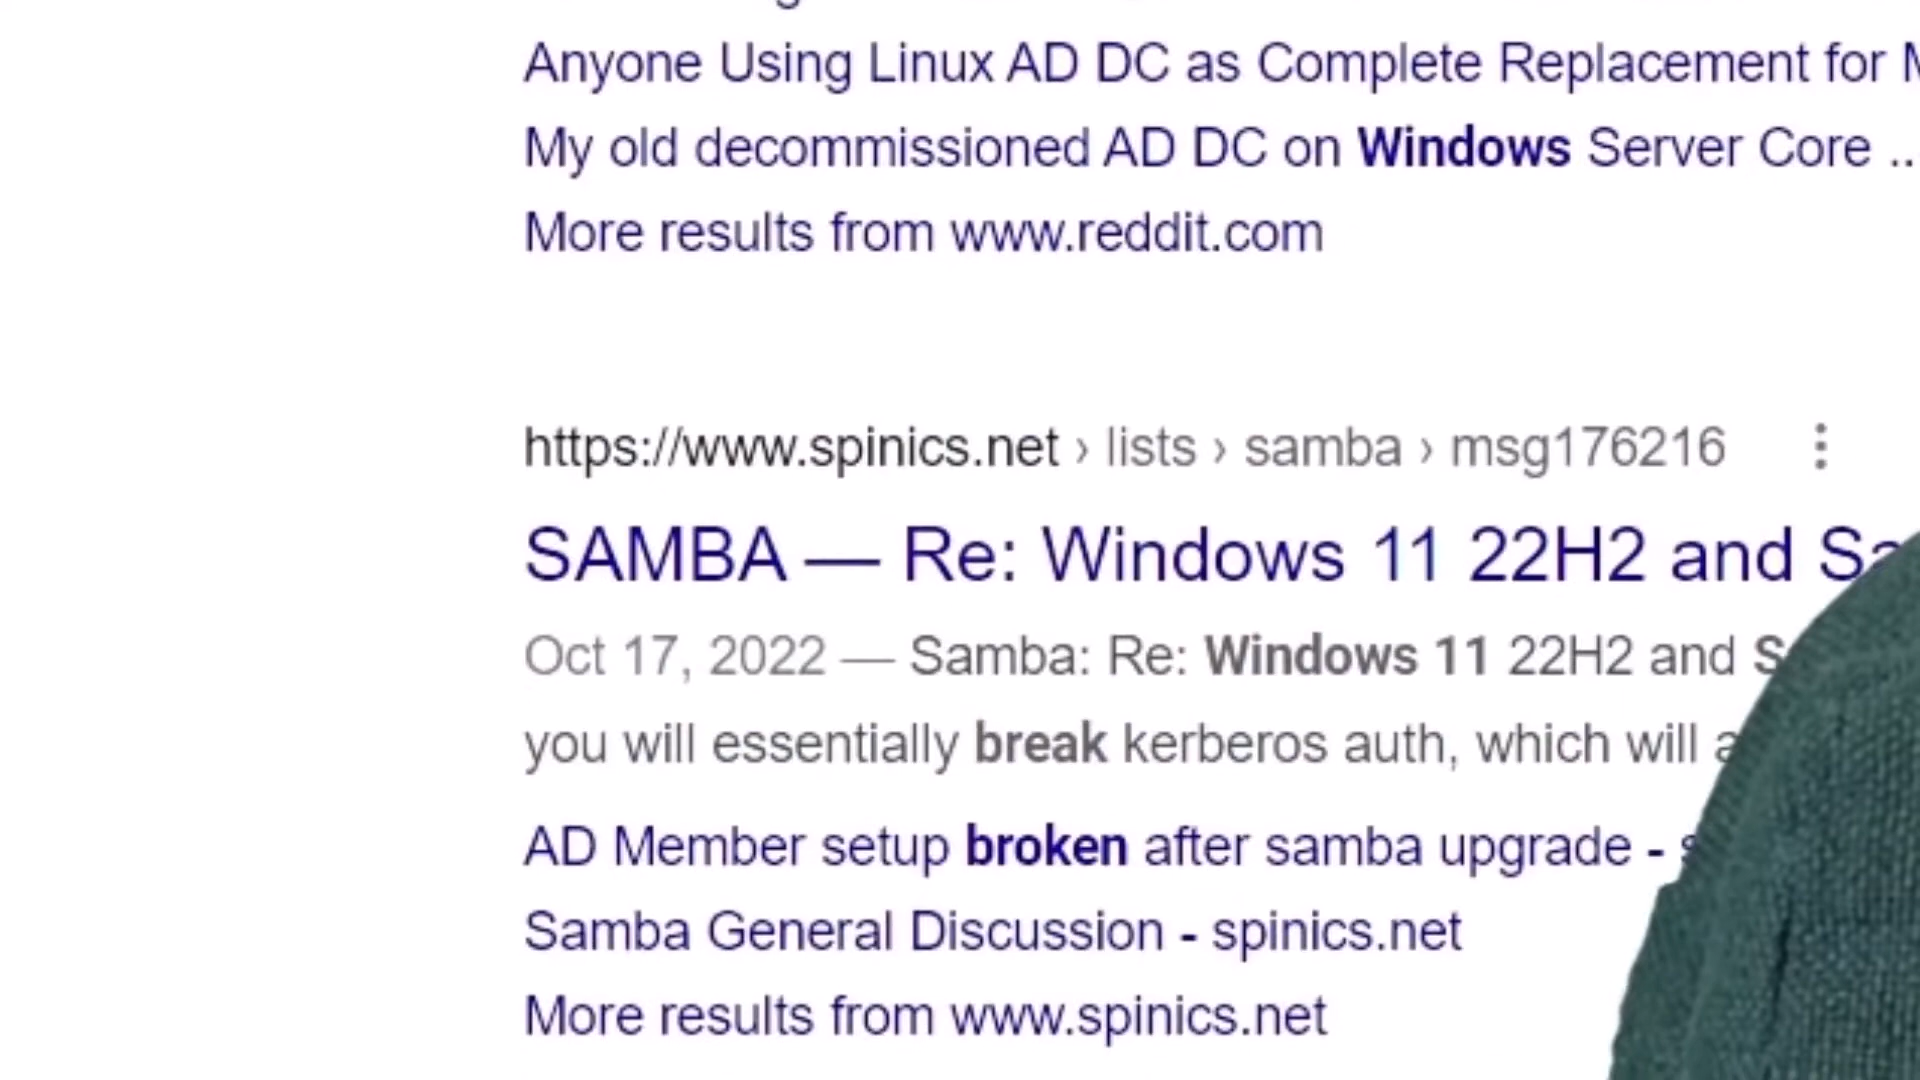 Anyone Using Linux AD DC as Complete Replacement for
My old decommissioned AD DC on Windows Server Core ..
More results from www.reddit.com
https://www.spinics.net › lists › samba › msg176216
SAMBA — Re: Windows 11 22H2 and
Oct 17, 2022 — Samba: Re: Windows 11 22H2 and
you will essentially break kerberos auth, which will
AD Member setup broken after samba upgrade -
Samba General Discussion - spinics.net
More results from www.spinics.net